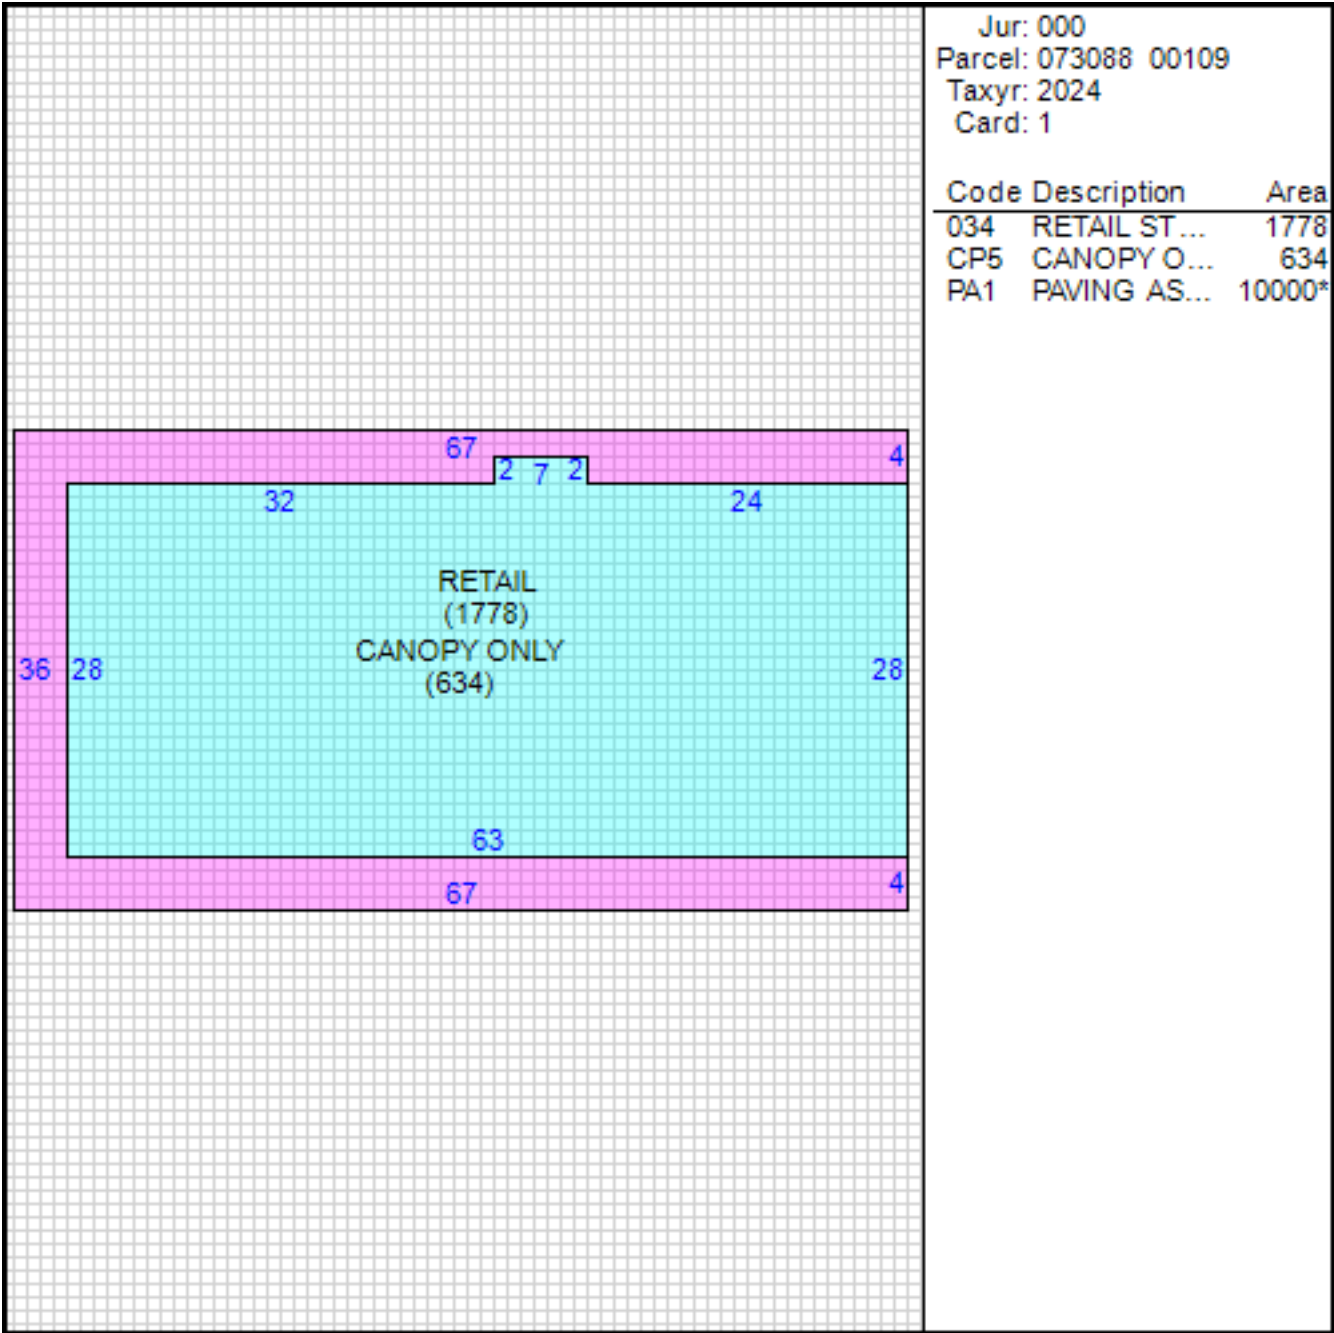 Jur: 000
Parcel: 073088 00109
Taxyr: 2024
Card: 1
Code Description Area
034 RETAIL ST... 1778
CP5 CANOPY O... 634
PA1 PAVING AS... 10000*
67
4
2 7 2
32
24
RETAIL
(1778)
CANOPY ONLY
(634)
36 28
28
63
4
67